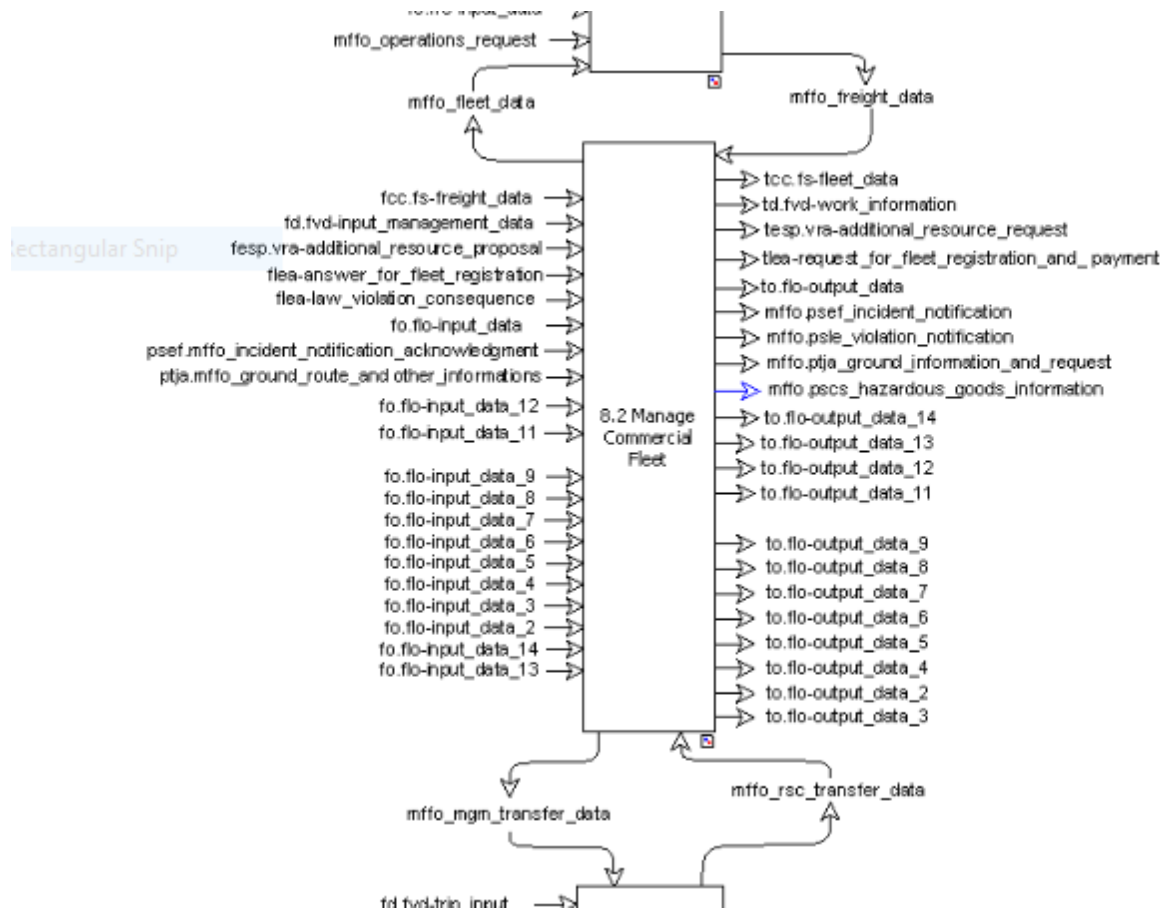 mffo_operations_request
mffo_fleet_data
mffo_freight_data
fcc.fs-freight_data
fd.fvd-input_management_data
Rectangular Snip
fesp.vra-additional_resource_proposal
flea-answer_for_fleet_registration
flea-law_violation_consequence
fo.flo-input_data
psef.mffo_incident_notification_acknowledgment
ptja.mffo_ground_route_and other_informations
fo.flo-input_data_12
fo.flo-input_data_11
fo.flo-input_data_9
fo.flo-input_data_8
fo.flo-input_data_7
fo.flo-input_data_6
fo.flo-input_data_5
fo.flo-input_data_4
fo.flo-input_data_3
fo.flo-input_data_2
fo.flo-input_data_14
fo.flo-input_data_13
8.2 Manage
Commercial
Fleet
tcc.fs-fleet_data
td.fvd-work_information
tesp.vra-additional_resource_request
tlea-request_for_fleet_registration_and_ payment
to.flo-output_data
mffo.psef_incident_notification
mffo.psle_violation_notification
mffo.ptja_ground_information_and_request
mffo.pscs_hazardous_goods_information
to.flo-output_data_14
to.flo-output_data_13
to.flo-output_data_12
to.flo-output_data_11
to.flo-output_data_9
to.flo-output_data_8
to.flo-output_data_7
to.flo-output_data_6
to.flo-output_data_5
to.flo-output_data_4
to.flo-output_data_2
to.flo-output_data_3
mffo_mgm_transfer_data
mffo_rsc_transfer_data
fd.fvd-trip_input